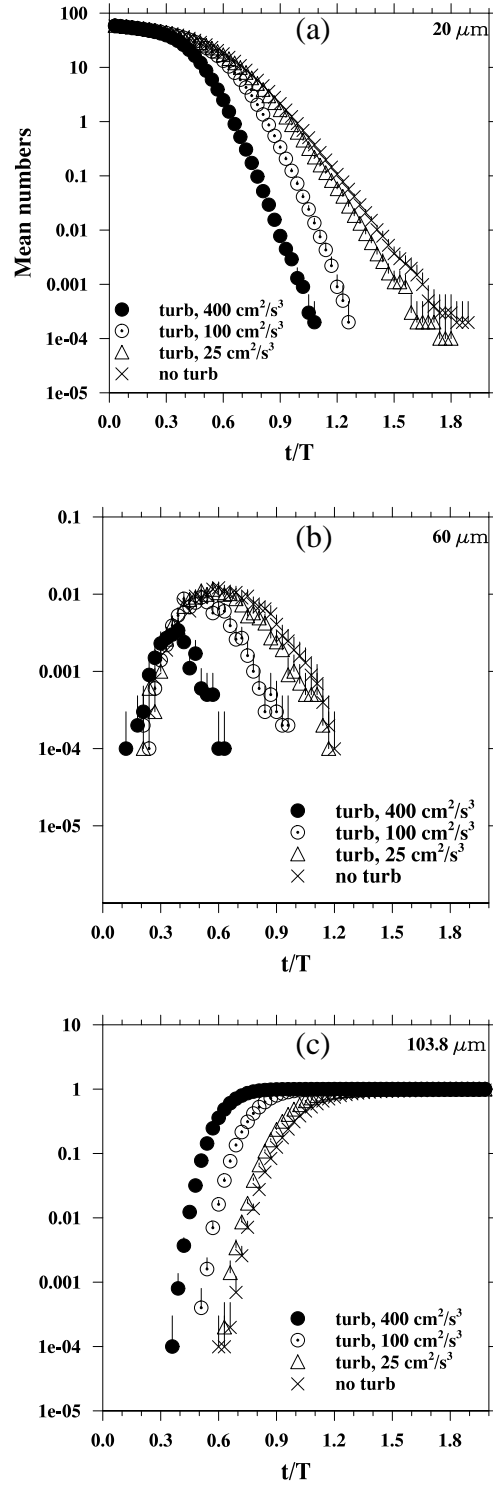 (a)
20 μm
100
10
1
0.1
0.01
0.001
1e-04
1e-05
Mean numbers
turb, 400 cm²/s³
turb, 100 cm²/s³
turb, 25 cm²/s³
no turb
0.0 0.3 0.6 0.9 1.2 1.5 1.8
t/T
(b)
60 μm
0.1
0.01
0.001
1e-04
1e-05
turb, 400 cm²/s³
turb, 100 cm²/s³
turb, 25 cm²/s³
no turb
0.0 0.3 0.6 0.9 1.2 1.5 1.8
t/T
(c)
103.8 μm
10
1
0.1
0.01
0.001
1e-04
1e-05
turb, 400 cm²/s³
turb, 100 cm²/s³
turb, 25 cm²/s³
no turb
0.0 0.3 0.6 0.9 1.2 1.5 1.8
t/T